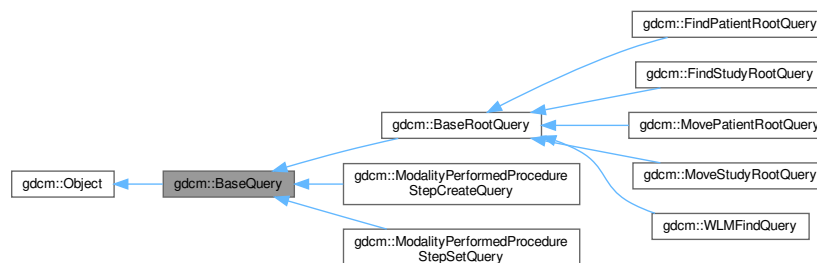 gdcm::FindPatientRootQuery
gdcm::FindStudyRootQuery
gdcm::BaseRootQuery
gdcm::MovePatientRootQuery
gdcm::MoveStudyRootQuery
gdcm::Object
gdcm::BaseQuery
gdcm::ModalityPerformedProcedure
StepCreateQuery
gdcm::WLMFindQuery
gdcm::ModalityPerformedProcedure
StepSetQuery